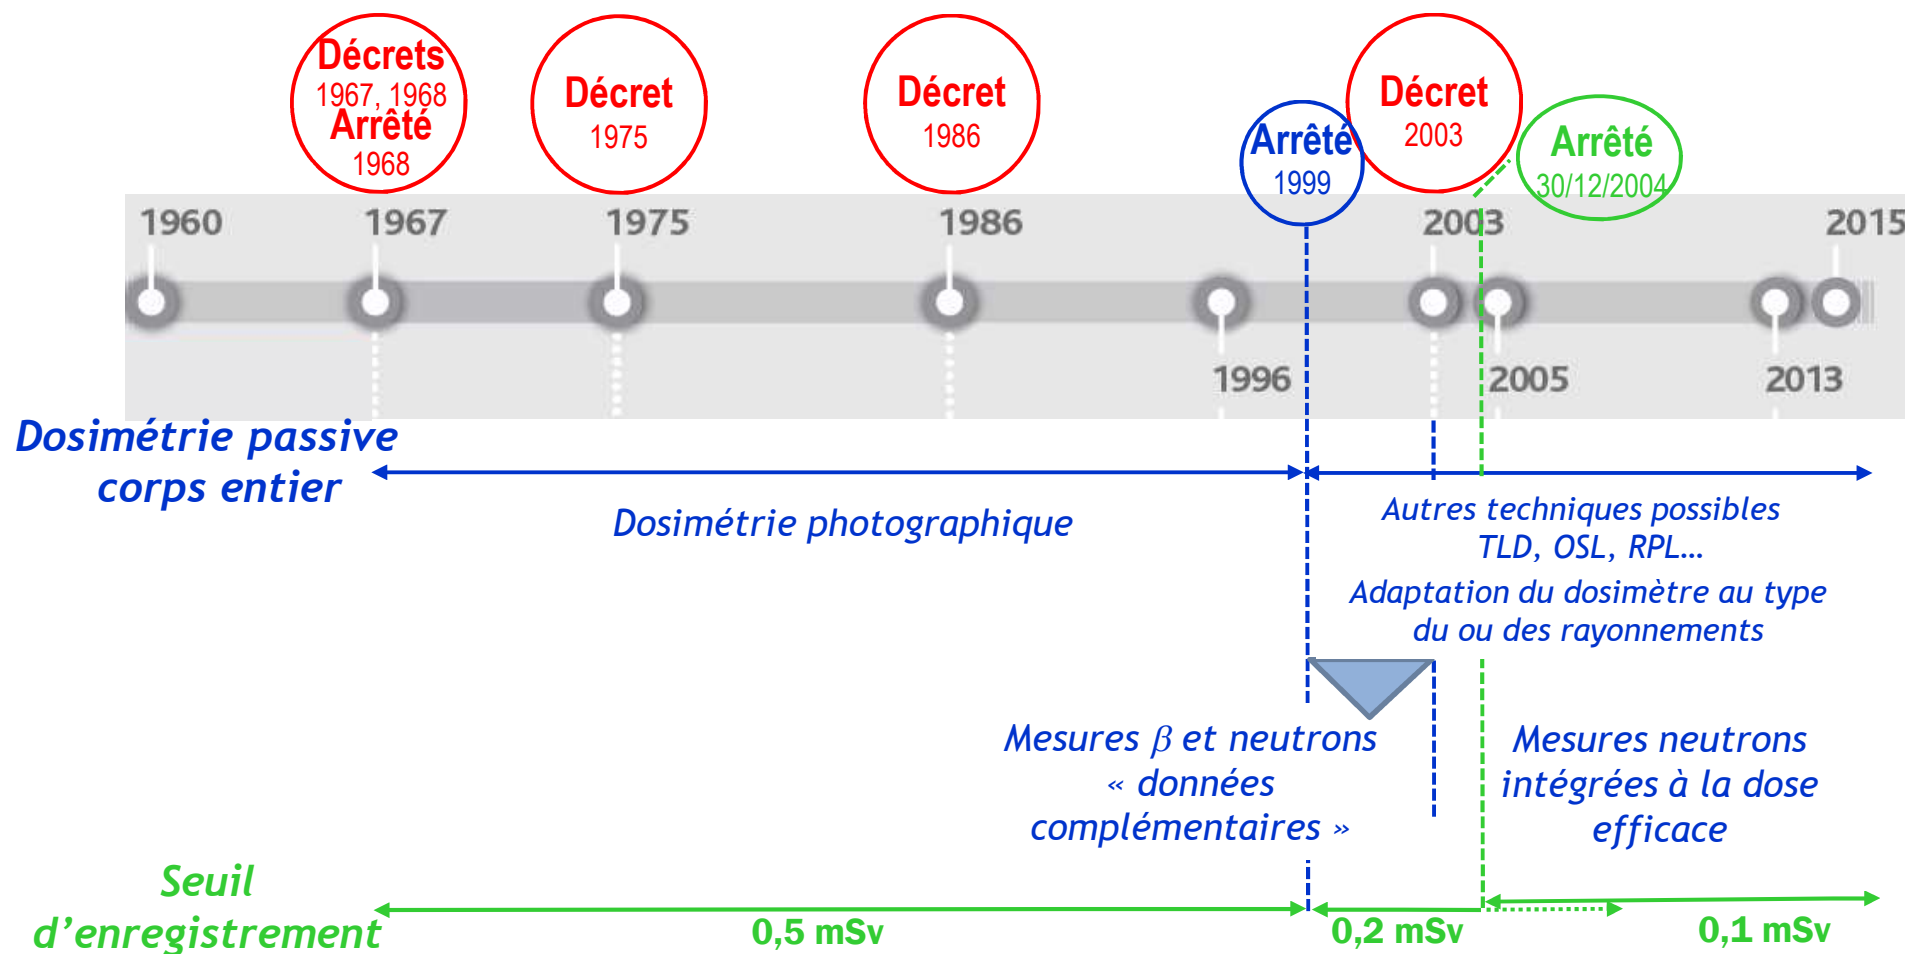 Décrets
1967, 1968
Arrêté
1968
Décret
1975
Décret
1986
Arrêté
1999
Décret
2003
Arrêté
30/12/2004
1960
1967
1975
1986
2003
2015
1996
2005
2013
Dosimétrie passive
corps entier
Dosimétrie photographique
Autres techniques possibles
TLD, OSL, RPL…
Adaptation du dosimètre au type
du ou des rayonnements
Mesures β et neutrons
« données
complémentaires »
Mesures neutrons
intégrées à la dose
efficace
Seuil
d’enregistrement
0,5 mSv
0,2 mSv
0,1 mSv